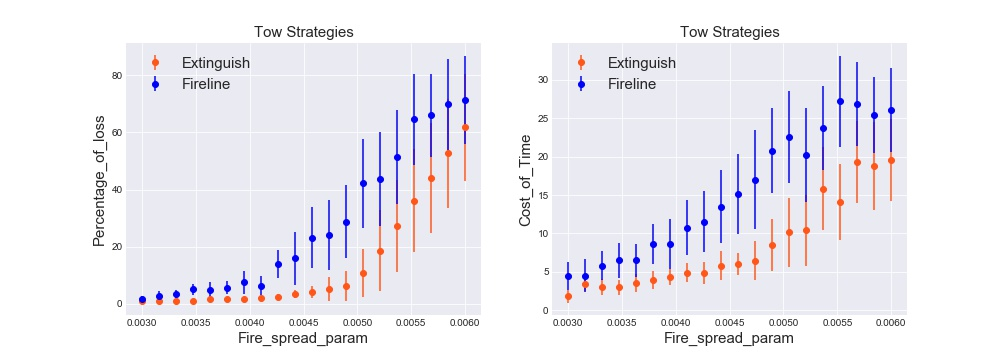 Tow Strategies
Extinguish
Fireline
Percentage_of_loss
80
60
40
20
0
0.0030 0.0035 0.0040 0.0045 0.0050 0.0055 0.0060
Fire_spread_param
Tow Strategies
Extinguish
Fireline
Cost_of_Time
30
25
20
15
10
5
0
0.0030 0.0035 0.0040 0.0045 0.0050 0.0055 0.0060
Fire_spread_param